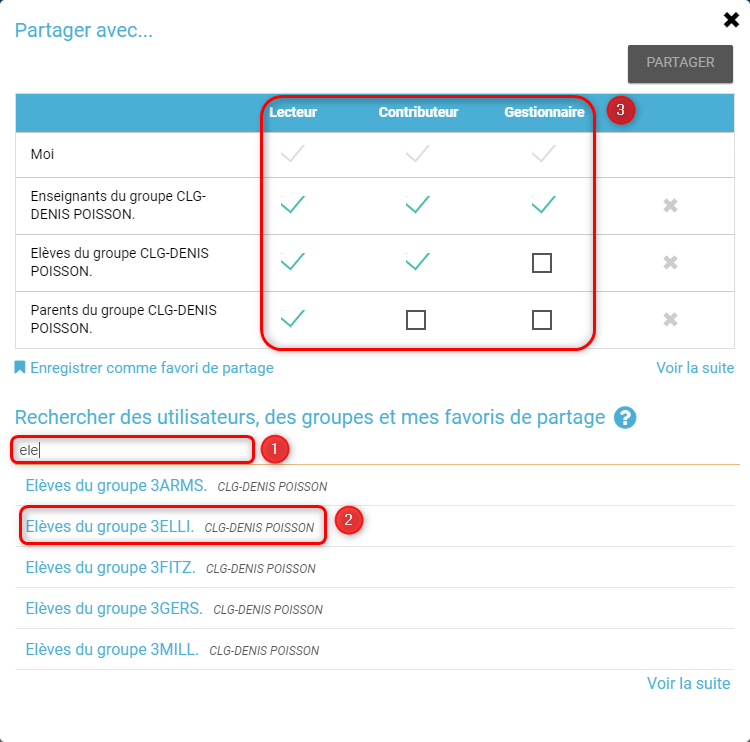 Partager avec...
PARTAGER
Lecteur Contributeur Gestionnaire 3
Moi
Enseignants du groupe CLG-
DENIS POISSON.
Elèves du groupe CLG-DENIS
POISSON.
Parents du groupe CLG-DENIS
POISSON.
Enregistrer comme favori de partage Voir la suite
Rechercher des utilisateurs, des groupes et mes favoris de partage ?
ele 1
Elèves du groupe 3ARMS. CLG-DENIS POISSON
Elèves du groupe 3ELLI. CLG-DENIS POISSON 2
Elèves du groupe 3FITZ. CLG-DENIS POISSON
Elèves du groupe 3GERS. CLG-DENIS POISSON
Elèves du groupe 3MILL. CLG-DENIS POISSON
Voir la suite